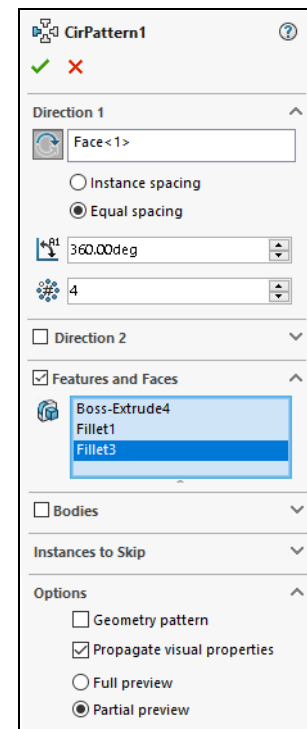 CirPattern1
Direction 1
Face<1>
Instance spacing
Equal spacing
A1
360.00deg
#
4
Direction 2
Features and Faces
Boss-Extrude4
Fillet1
Fillet3
Bodies
Instances to Skip
Options
Geometry pattern
Propagate visual properties
Full preview
Partial preview